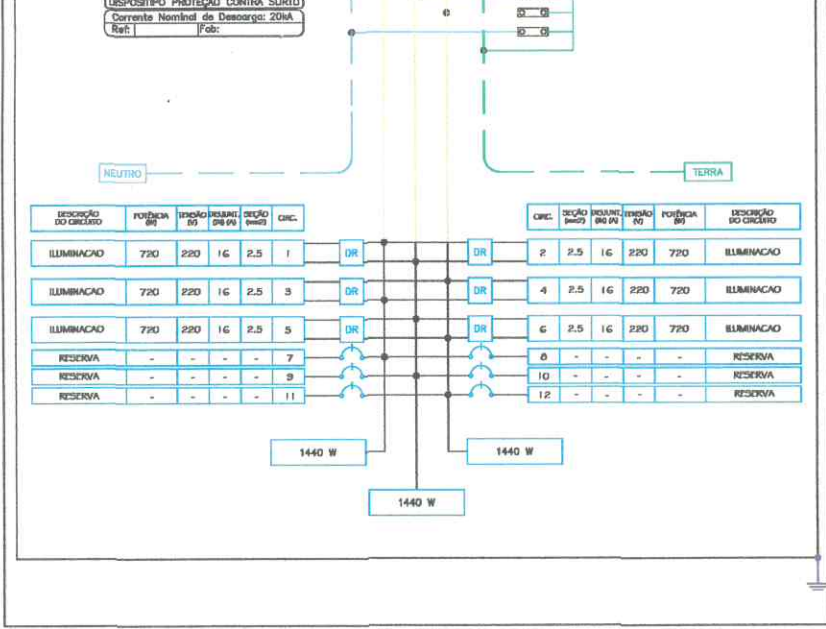 DISPOSITIPO PROTEÇÃO CONTRA SURTO
Corrente Nominal de Descarga: 20kA
Ref: Fab:
NEUTRO
TERRA
DESCRIÇÃO DO CIRCUITO POTÊNCIA (W) TENSÃO (V) DISJUNT. (A) SEÇÃO (mm2) CIRC.
ILUMINACAO 720 220 16 2.5 1 DR
ILUMINACAO 720 220 16 2.5 3 DR
ILUMINACAO 720 220 16 2.5 5 DR
RESERVA - - - - 7
RESERVA - - - - 9
RESERVA - - - - 11
CIRC. SEÇÃO (mm2) DISJUNT. (A) TENSÃO (V) POTÊNCIA (W) DESCRIÇÃO DO CIRCUITO
DR 2 2.5 16 220 720 ILUMINACAO
DR 4 2.5 16 220 720 ILUMINACAO
DR 6 2.5 16 220 720 ILUMINACAO
8 - - - - RESERVA
10 - - - - RESERVA
12 - - - - RESERVA
1440 W
1440 W
1440 W